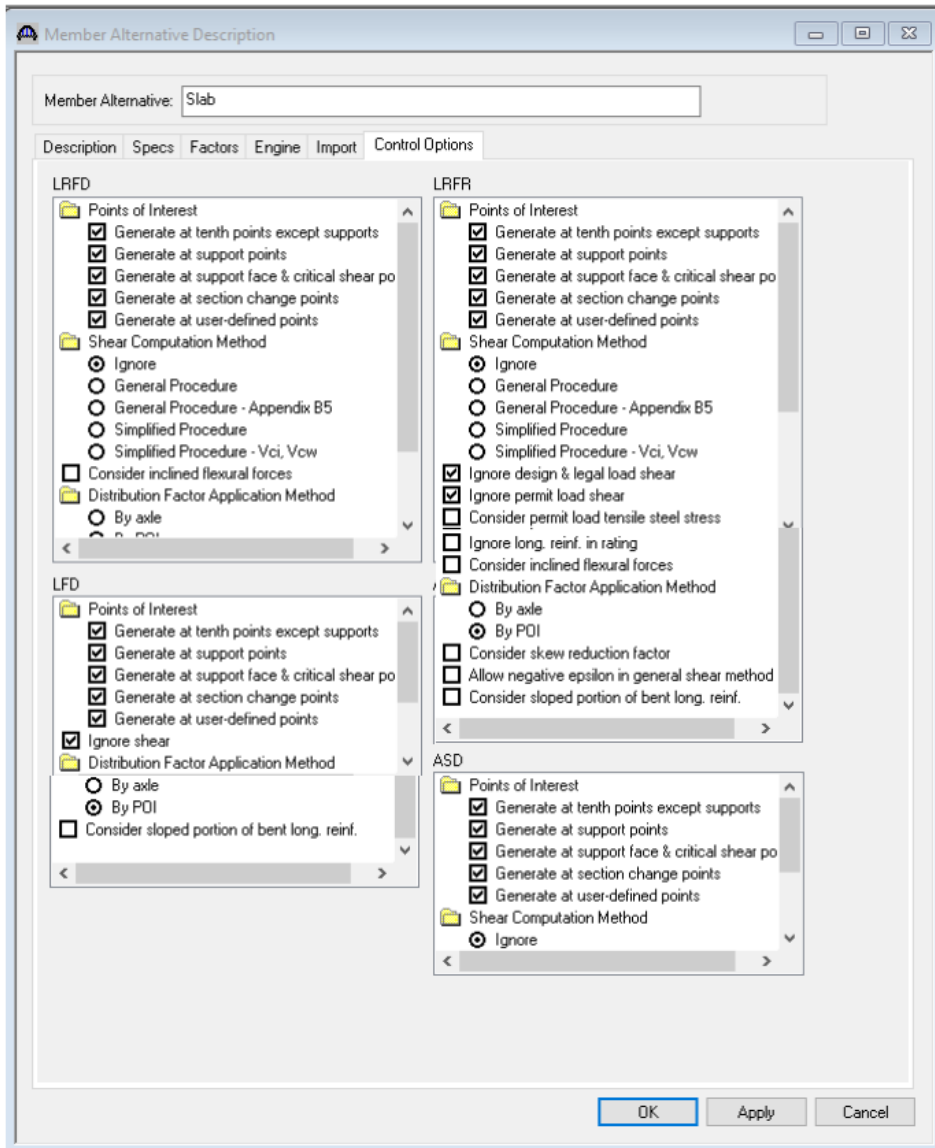 Member Alternative Description
Member Alternative: Slab
Description Specs Factors Engine Import Control Options
LRFD
Points of Interest
Generate at tenth points except supports
Generate at support points
Generate at support face & critical shear po
Generate at section change points
Generate at user-defined points
Shear Computation Method
Ignore
General Procedure
General Procedure - Appendix B5
Simplified Procedure
Simplified Procedure - Vci, Vcw
Consider inclined flexural forces
Distribution Factor Application Method
By axle
By POI
LRFR
Points of Interest
Generate at tenth points except supports
Generate at support points
Generate at support face & critical shear po
Generate at section change points
Generate at user-defined points
Shear Computation Method
Ignore
General Procedure
General Procedure - Appendix B5
Simplified Procedure
Simplified Procedure - Vci, Vcw
Ignore design & legal load shear
Ignore permit load shear
Consider permit load tensile steel stress
Ignore long. reinf. in rating
Consider inclined flexural forces
Distribution Factor Application Method
By axle
By POI
Consider skew reduction factor
Allow negative epsilon in general shear method
Consider sloped portion of bent long. reinf.
LFD
Points of Interest
Generate at tenth points except supports
Generate at support points
Generate at support face & critical shear po
Generate at section change points
Generate at user-defined points
Ignore shear
Distribution Factor Application Method
By axle
By POI
Consider sloped portion of bent long. reinf.
ASD
Points of Interest
Generate at tenth points except supports
Generate at support points
Generate at support face & critical shear po
Generate at section change points
Generate at user-defined points
Shear Computation Method
Ignore
OK Apply Cancel